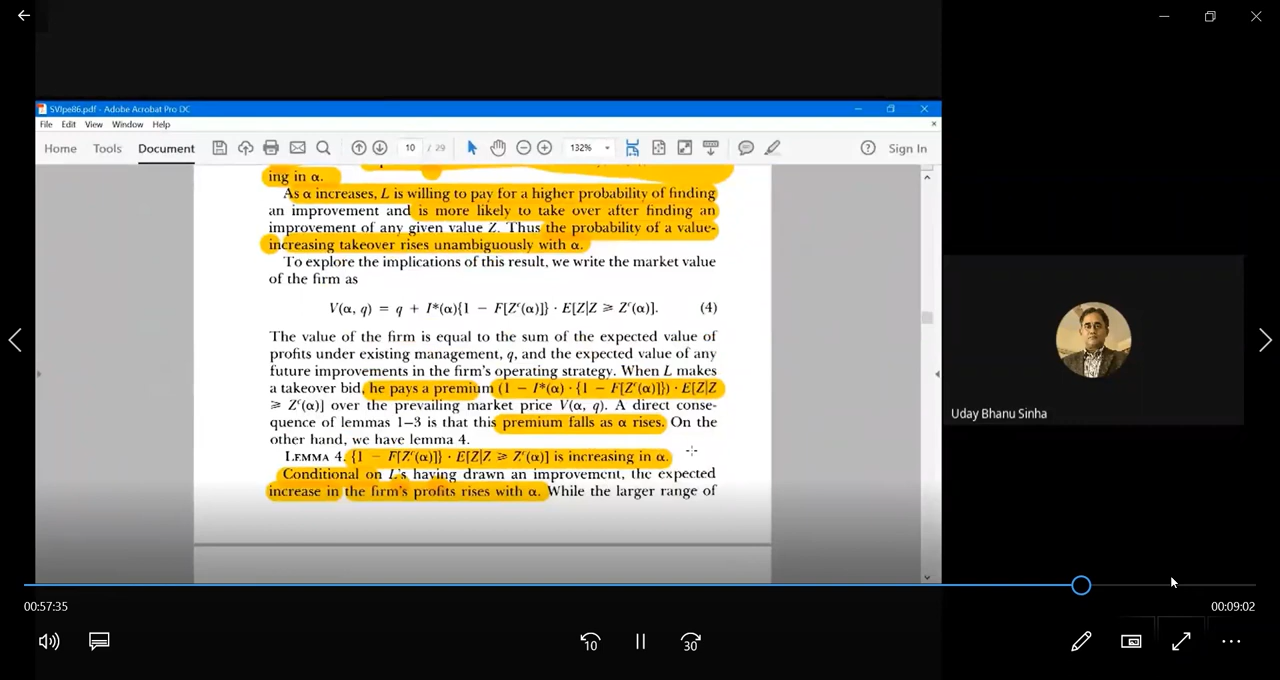 SVJpe86.pdf - Adobe Acrobat Pro DC
File Edit View Window Help
Home Tools Document 10 / 29 132% Sign In
ing in α.
As α increases, L is willing to pay for a higher probability of finding
an improvement and is more likely to take over after finding an
improvement of any given value Z. Thus the probability of a value-
increasing takeover rises unambiguously with α.
To explore the implications of this result, we write the market value
of the firm as
V(α, q) = q + I*(α){1 − F[Zᶜ(α)]} · E[Z|Z ⩾ Zᶜ(α)]. (4)
The value of the firm is equal to the sum of the expected value of
profits under existing management, q, and the expected value of any
future improvements in the firm's operating strategy. When L makes
a takeover bid, he pays a premium (1 − I*(α) · {1 − F[Zᶜ(α)]}) · E[Z|Z
⩾ Zᶜ(α)] over the prevailing market price V(α, q). A direct conse-
quence of lemmas 1–3 is that this premium falls as α rises. On the
other hand, we have lemma 4.
LEMMA 4. {1 − F[Zᶜ(α)]} · E[Z|Z ⩾ Zᶜ(α)] is increasing in α.
Conditional on L's having drawn an improvement, the expected
increase in the firm's profits rises with α. While the larger range of
Uday Bhanu Sinha
00:57:35
00:09:02
10
30